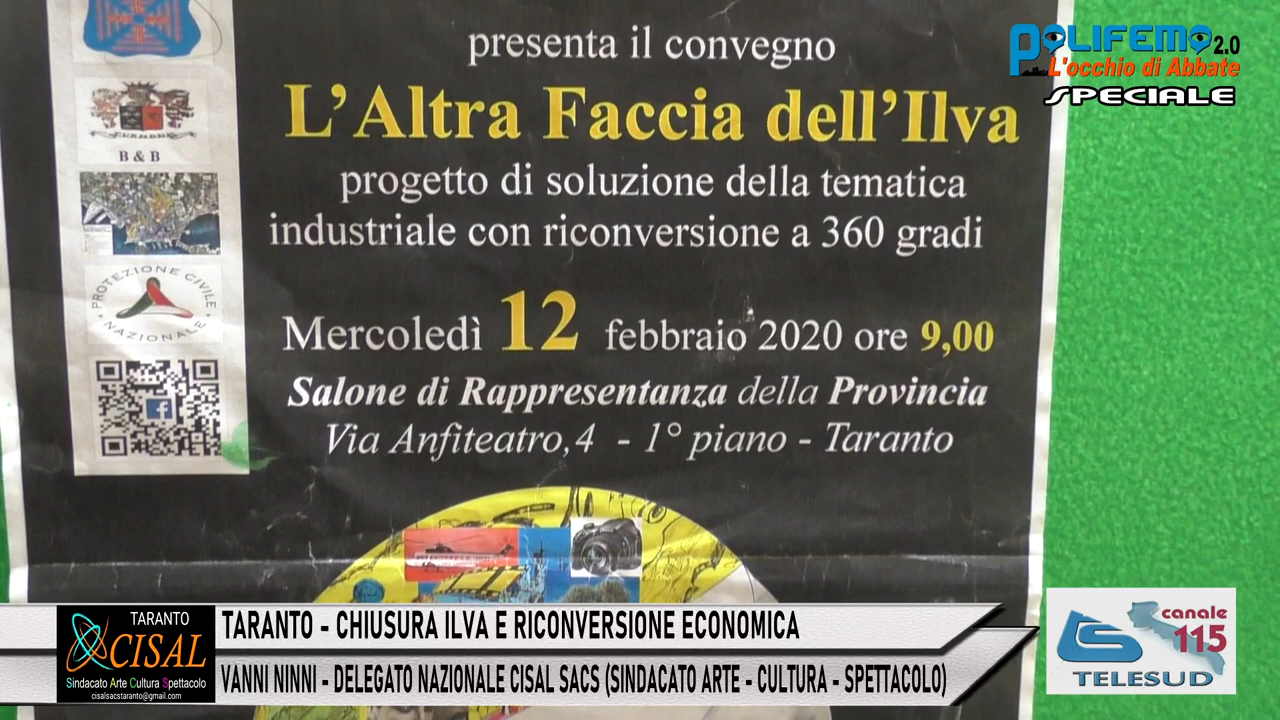 presenta il convegno
L'Altra Faccia dell'Ilva
progetto di soluzione della tematica
industriale con riconversione a 360 gradi
Mercoledì 12 febbraio 2020 ore 9,00
Salone di Rappresentanza della Provincia
Via Anfiteatro,4 - 1° piano - Taranto
B & B
PROTEZIONE CIVILE
NAZIONALE
POLIFEMO 2.0
L'occhio di Abbate
SPECIALE
TARANTO
CISAL
Sindacato Arte Cultura Spettacolo
cisalsacstaranto@gmail.com
TARANTO - CHIUSURA ILVA E RICONVERSIONE ECONOMICA
VANNI NINNI - DELEGATO NAZIONALE CISAL SACS (SINDACATO ARTE - CULTURA - SPETTACOLO)
canale
115
TELESUD